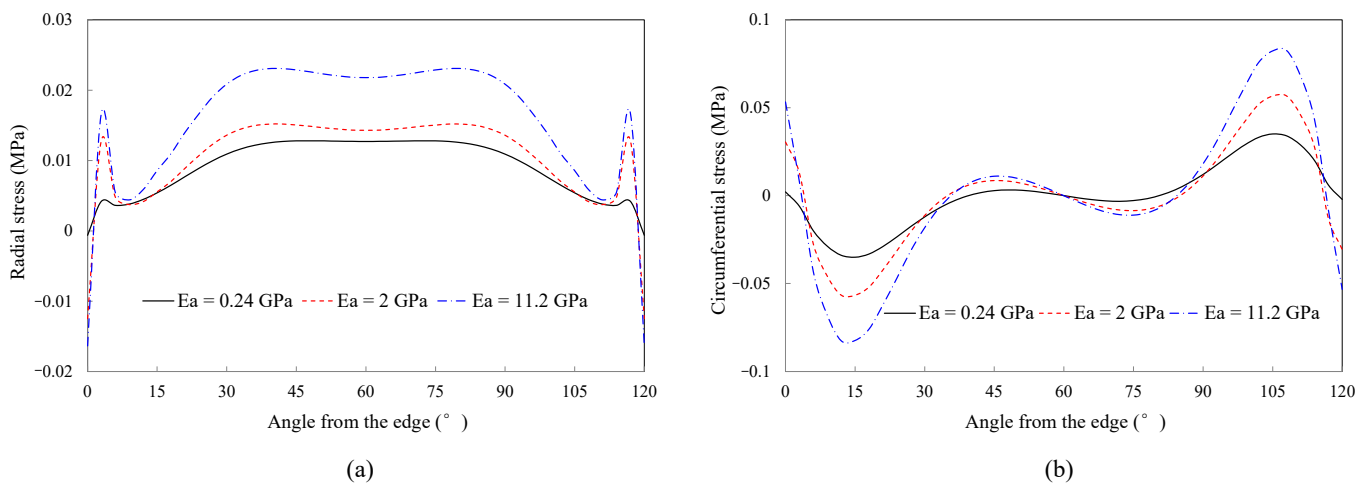 0.03
0.02
0.01
0
−0.01
−0.02
Radial stress (MPa)
Ea = 0.24 GPa Ea = 2 GPa Ea = 11.2 GPa
0 15 30 45 60 75 90 105 120
Angle from the edge (° )
(a)
0.1
0.05
0
−0.05
−0.1
Circumferential stress (MPa)
Ea = 0.24 GPa Ea = 2 GPa Ea = 11.2 GPa
0 15 30 45 60 75 90 105 120
Angle from the edge (° )
(b)